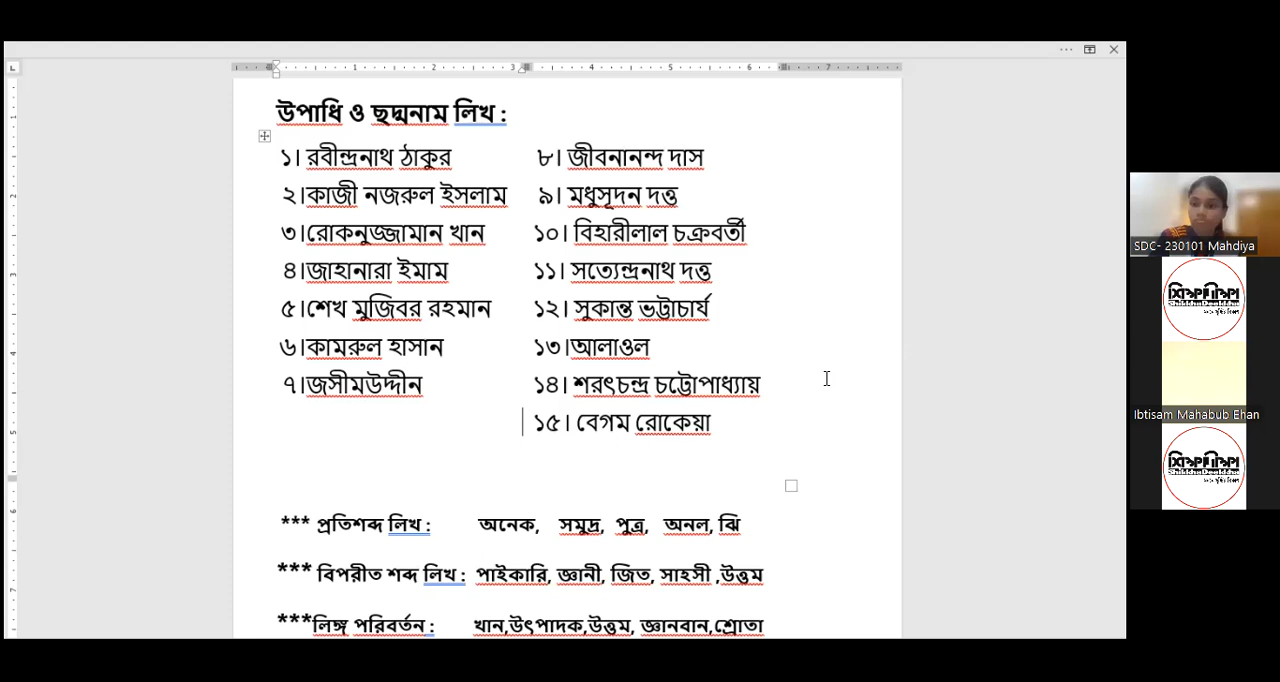 উপাধি ও ছদ্মনাম লিখ :
১। রবীন্দ্রনাথ ঠাকুর
২।কাজী নজরুল ইসলাম
৩।রোকনুজ্জামান খান
৪।জাহানারা ইমাম
৫।শেখ মুজিবর রহমান
৬।কামরুল হাসান
৭।জসীমউদ্দীন
৮। জীবনানন্দ দাস
৯। মধুসূদন দত্ত
১০। বিহারীলাল চক্রবর্তী
১১। সত্যেন্দ্রনাথ দত্ত
১২। সুকান্ত ভট্টাচার্য
১৩।আলাওল
১৪। শরৎচন্দ্র চট্টোপাধ্যায়
১৫। বেগম রোকেয়া
*** প্রতিশব্দ লিখ : অনেক, সমুদ্র, পুত্র, অনল, ঝি
*** বিপরীত শব্দ লিখ : পাইকারি, জ্ঞানী, জিত, সাহসী ,উত্তম
***লিঙ্গ পরিবর্তন : খান,উৎপাদক,উত্তম, জ্ঞানবান,শ্রোতা
SDC- 230101 Mahdiya
Ibtisam Mahabub Ehan